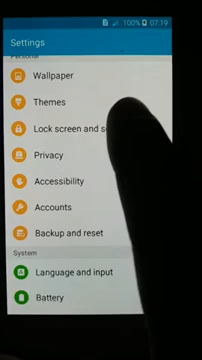 100% 07:19
Settings
Personal
Wallpaper
Themes
Lock screen and
Privacy
Accessibility
Accounts
Backup and reset
System
Language and input
Battery